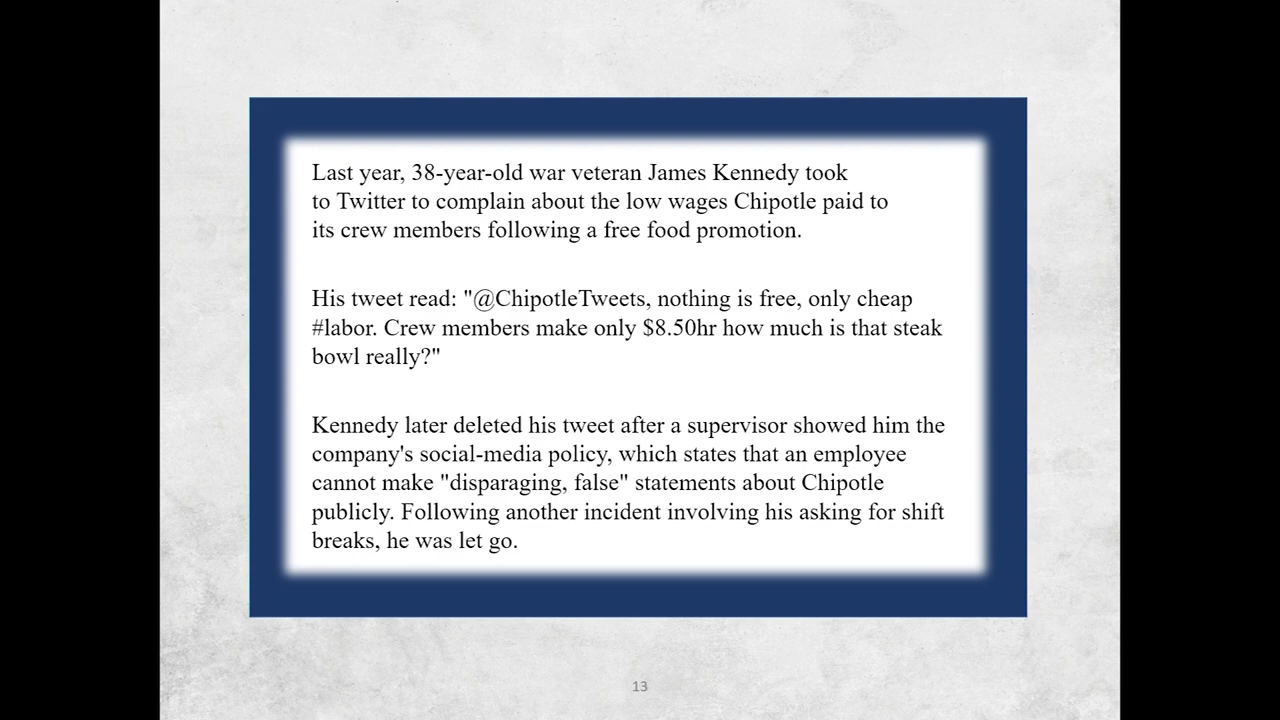 Last year, 38-year-old war veteran James Kennedy took
to Twitter to complain about the low wages Chipotle paid to
its crew members following a free food promotion.
His tweet read: "@ChipotleTweets, nothing is free, only cheap
#labor. Crew members make only $8.50hr how much is that steak
bowl really?"
Kennedy later deleted his tweet after a supervisor showed him the
company's social-media policy, which states that an employee
cannot make "disparaging, false" statements about Chipotle
publicly. Following another incident involving his asking for shift
breaks, he was let go.
13